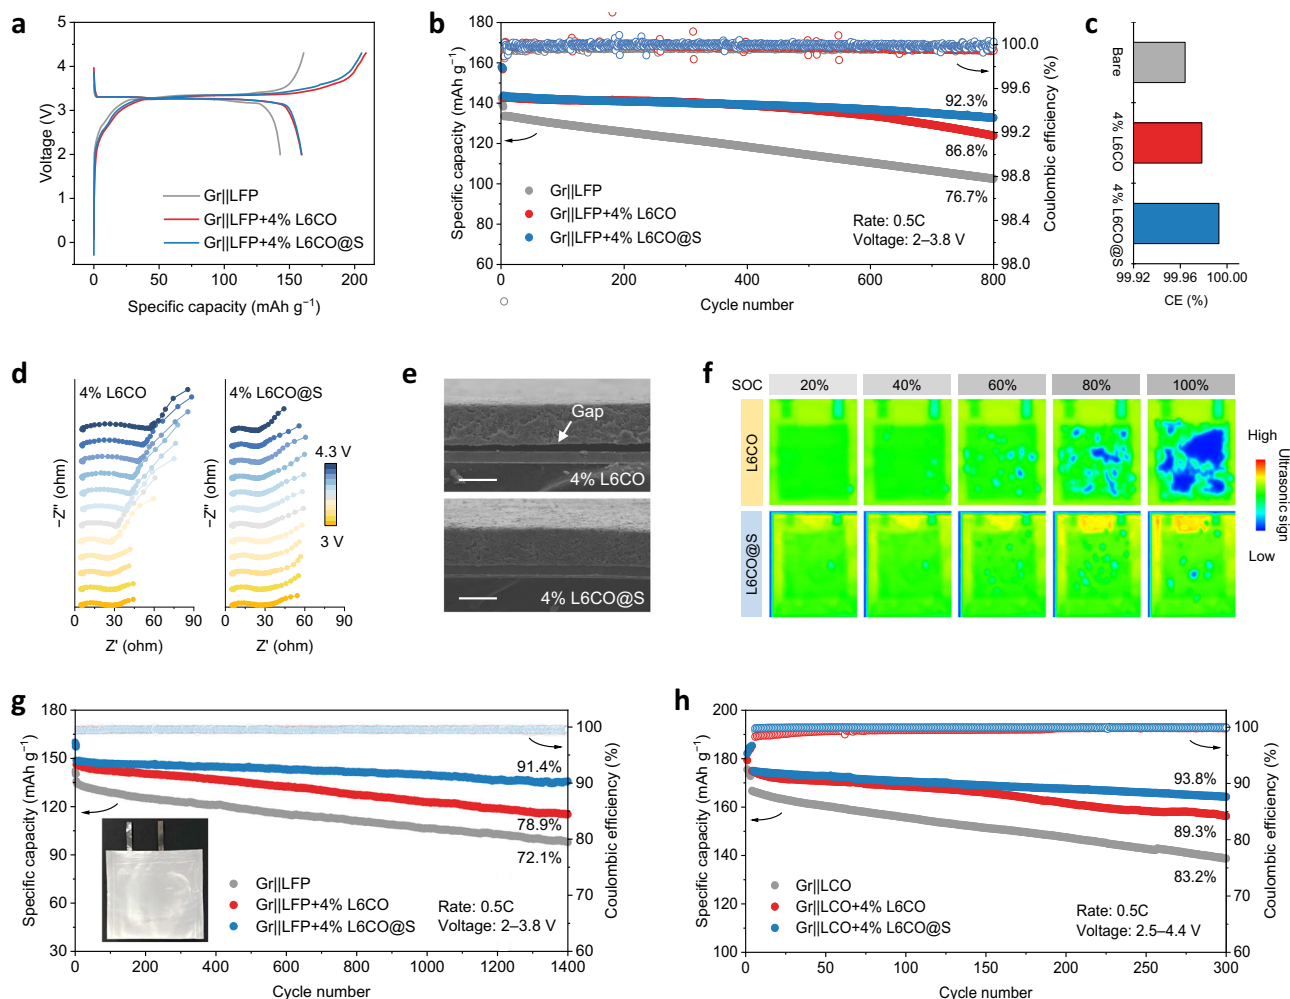 a
5
4
3
2
1
0
Voltage (V)
Gr||LFP
Gr||LFP+4% L6CO
Gr||LFP+4% L6CO@S
0 50 100 150 200
Specific capacity (mAh g⁻¹)
b
180
160
140
120
100
80
60
Specific capacity (mAh g⁻¹)
92.3%
86.8%
76.7%
Gr||LFP
Gr||LFP+4% L6CO
Gr||LFP+4% L6CO@S
Rate: 0.5C
Voltage: 2–3.8 V
100.0
99.6
99.2
98.8
98.4
98.0
Coulombic efficiency (%)
0 200 400 600 800
Cycle number
c
Bare
4% L6CO
4% L6CO@S
99.92 99.96 100.00
CE (%)
d
4% L6CO
4% L6CO@S
−Z'' (ohm)
−Z'' (ohm)
4.3 V
3 V
0 30 60 90
0 30 60 90
Z' (ohm)
Z' (ohm)
e
Gap
4% L6CO
4% L6CO@S
f
SOC
20%
40%
60%
80%
100%
L6CO
L6CO@S
High
Ultrasonic sign
Low
g
180
150
120
90
60
30
Specific capacity (mAh g⁻¹)
91.4%
78.9%
72.1%
Gr||LFP
Gr||LFP+4% L6CO
Gr||LFP+4% L6CO@S
Rate: 0.5C
Voltage: 2–3.8 V
100
90
80
70
60
Coulombic efficiency (%)
0 200 400 600 800 1000 1200 1400
Cycle number
h
200
180
160
140
120
100
Specific capacity (mAh g⁻¹)
93.8%
89.3%
83.2%
Gr||LCO
Gr||LCO+4% L6CO
Gr||LCO+4% L6CO@S
Rate: 0.5C
Voltage: 2.5–4.4 V
100
90
80
70
60
Coulombic efficiency (%)
0 50 100 150 200 250 300
Cycle number